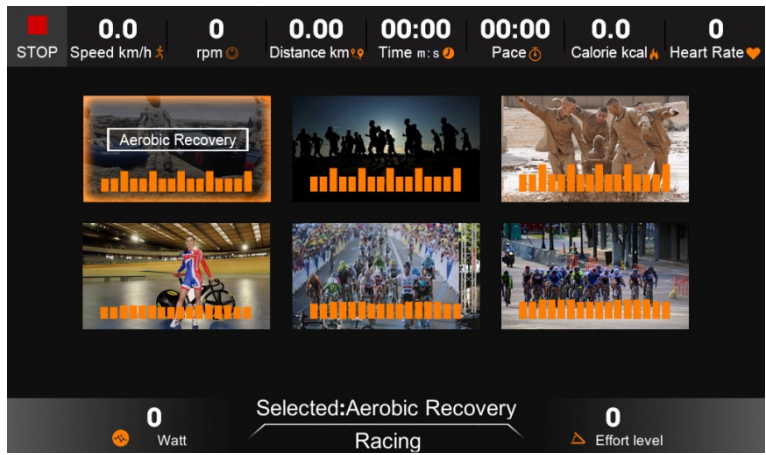 0.0
0
0.00
00:00
00:00
0.0
0
STOP
Speed km/h
rpm
Distance km
Time m:s
Pace
Calorie kcal
Heart Rate
Aerobic Recovery
Selected:Aerobic Recovery
0
Watt
Racing
0
Effort level